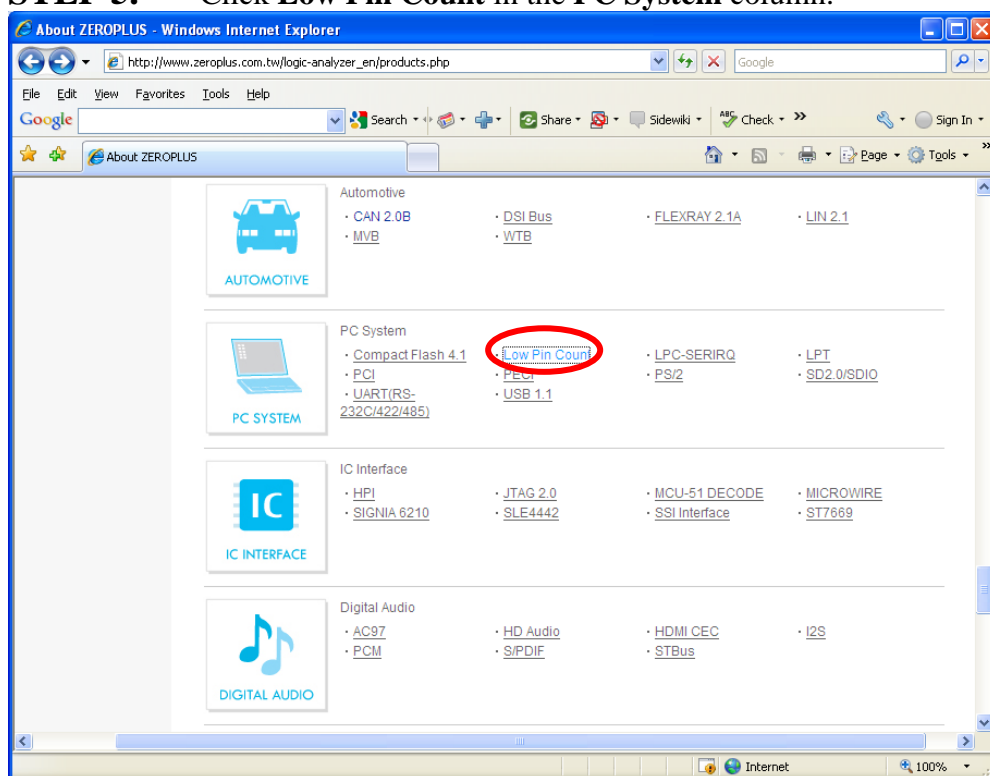 STEP 3: Click Low Pin Count in the PC System column.
About ZEROPLUS - Windows Internet Explorer
http://www.zeroplus.com.tw/logic-analyzer_en/products.php
Google
File Edit View Favorites Tools Help
Google Search Share Sidewiki ABC Check » Sign In
About ZEROPLUS Page Tools »
Automotive
· CAN 2.0B · DSI Bus · FLEXRAY 2.1A · LIN 2.1
· MVB · WTB
AUTOMOTIVE
PC System
· Compact Flash 4.1 · Low Pin Count · LPC-SERIRQ · LPT
· PCI · PECI · PS/2 · SD2.0/SDIO
· UART(RS- · USB 1.1
232C/422/485)
PC SYSTEM
IC Interface
· HPI · JTAG 2.0 · MCU-51 DECODE · MICROWIRE
· SIGNIA 6210 · SLE4442 · SSI Interface · ST7669
IC
IC INTERFACE
Digital Audio
· AC97 · HD Audio · HDMI CEC · I2S
· PCM · S/PDIF · STBus
DIGITAL AUDIO
Internet 100%